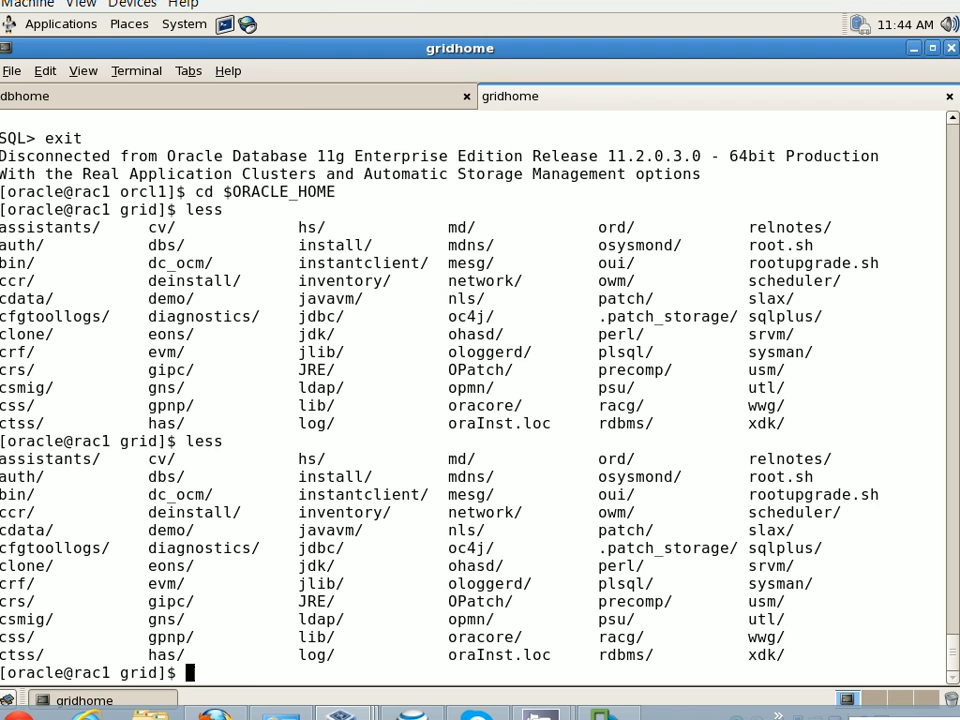 Machine View Devices Help
Applications Places System 11:44 AM
gridhome
File Edit View Terminal Tabs Help
dbhome × gridhome ×
SQL> exit
Disconnected from Oracle Database 11g Enterprise Edition Release 11.2.0.3.0 - 64bit Production
With the Real Application Clusters and Automatic Storage Management options
[oracle@rac1 orcl1]$ cd $ORACLE_HOME
[oracle@rac1 grid]$ less
assistants/ cv/ hs/ md/ ord/ relnotes/
auth/ dbs/ install/ mdns/ osysmond/ root.sh
bin/ dc_ocm/ instantclient/ mesg/ oui/ rootupgrade.sh
ccr/ deinstall/ inventory/ network/ owm/ scheduler/
cdata/ demo/ javavm/ nls/ patch/ slax/
cfgtoollogs/ diagnostics/ jdbc/ oc4j/ .patch_storage/ sqlplus/
clone/ eons/ jdk/ ohasd/ perl/ srvm/
crf/ evm/ jlib/ ologgerd/ plsql/ sysman/
crs/ gipc/ JRE/ OPatch/ precomp/ usm/
csmig/ gns/ ldap/ opmn/ psu/ utl/
css/ gpnp/ lib/ oracore/ racg/ wwg/
ctss/ has/ log/ oraInst.loc rdbms/ xdk/
[oracle@rac1 grid]$ less
assistants/ cv/ hs/ md/ ord/ relnotes/
auth/ dbs/ install/ mdns/ osysmond/ root.sh
bin/ dc_ocm/ instantclient/ mesg/ oui/ rootupgrade.sh
ccr/ deinstall/ inventory/ network/ owm/ scheduler/
cdata/ demo/ javavm/ nls/ patch/ slax/
cfgtoollogs/ diagnostics/ jdbc/ oc4j/ .patch_storage/ sqlplus/
clone/ eons/ jdk/ ohasd/ perl/ srvm/
crf/ evm/ jlib/ ologgerd/ plsql/ sysman/
crs/ gipc/ JRE/ OPatch/ precomp/ usm/
csmig/ gns/ ldap/ opmn/ psu/ utl/
css/ gpnp/ lib/ oracore/ racg/ wwg/
ctss/ has/ log/ oraInst.loc rdbms/ xdk/
[oracle@rac1 grid]$
gridhome